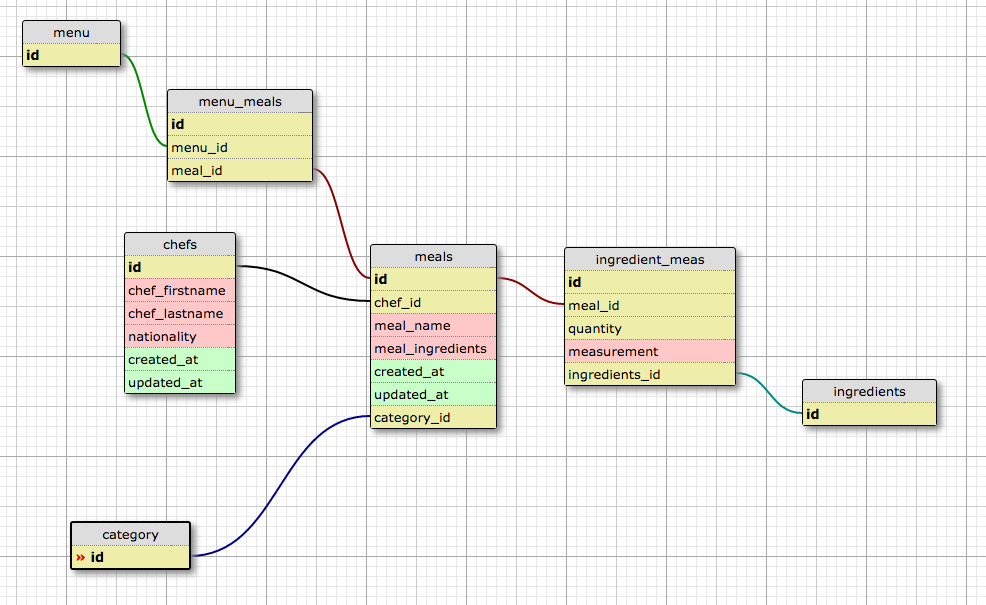 menu
id
menu_meals
id
menu_id
meal_id
chefs
id
chef_firstname
chef_lastname
nationality
created_at
updated_at
meals
id
chef_id
meal_name
meal_ingredients
created_at
updated_at
category_id
ingredient_meas
id
meal_id
quantity
measurement
ingredients_id
ingredients
id
category
» id